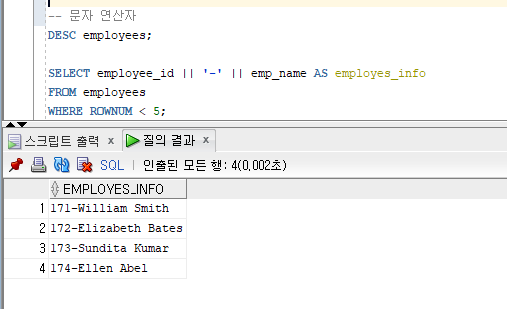 -- 문자 연산자
DESC employees;
SELECT employee_id || '-' || emp_name AS employes_info
FROM employees
WHERE ROWNUM < 5;
스크립트 출력 x 질의 결과 x
SQL | 인출된 모든 행: 4(0,002초)
EMPLOYES_INFO
1 171-William Smith
2 172-Elizabeth Bates
3 173-Sundita Kumar
4 174-Ellen Abel